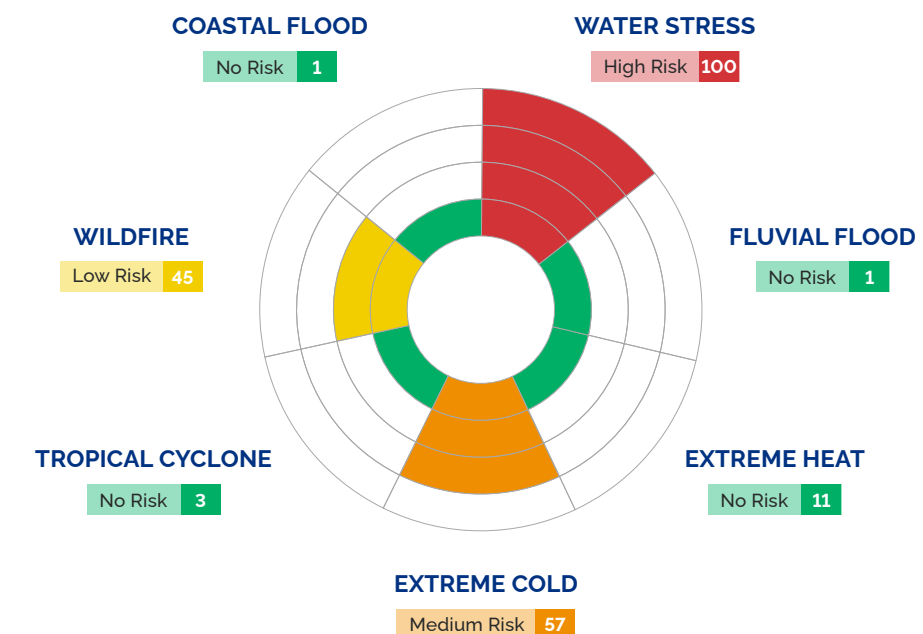 COASTAL FLOOD
No Risk 1
WATER STRESS
High Risk 100
WILDFIRE
Low Risk 45
FLUVIAL FLOOD
No Risk 1
TROPICAL CYCLONE
No Risk 3
EXTREME HEAT
No Risk 11
EXTREME COLD
Medium Risk 57